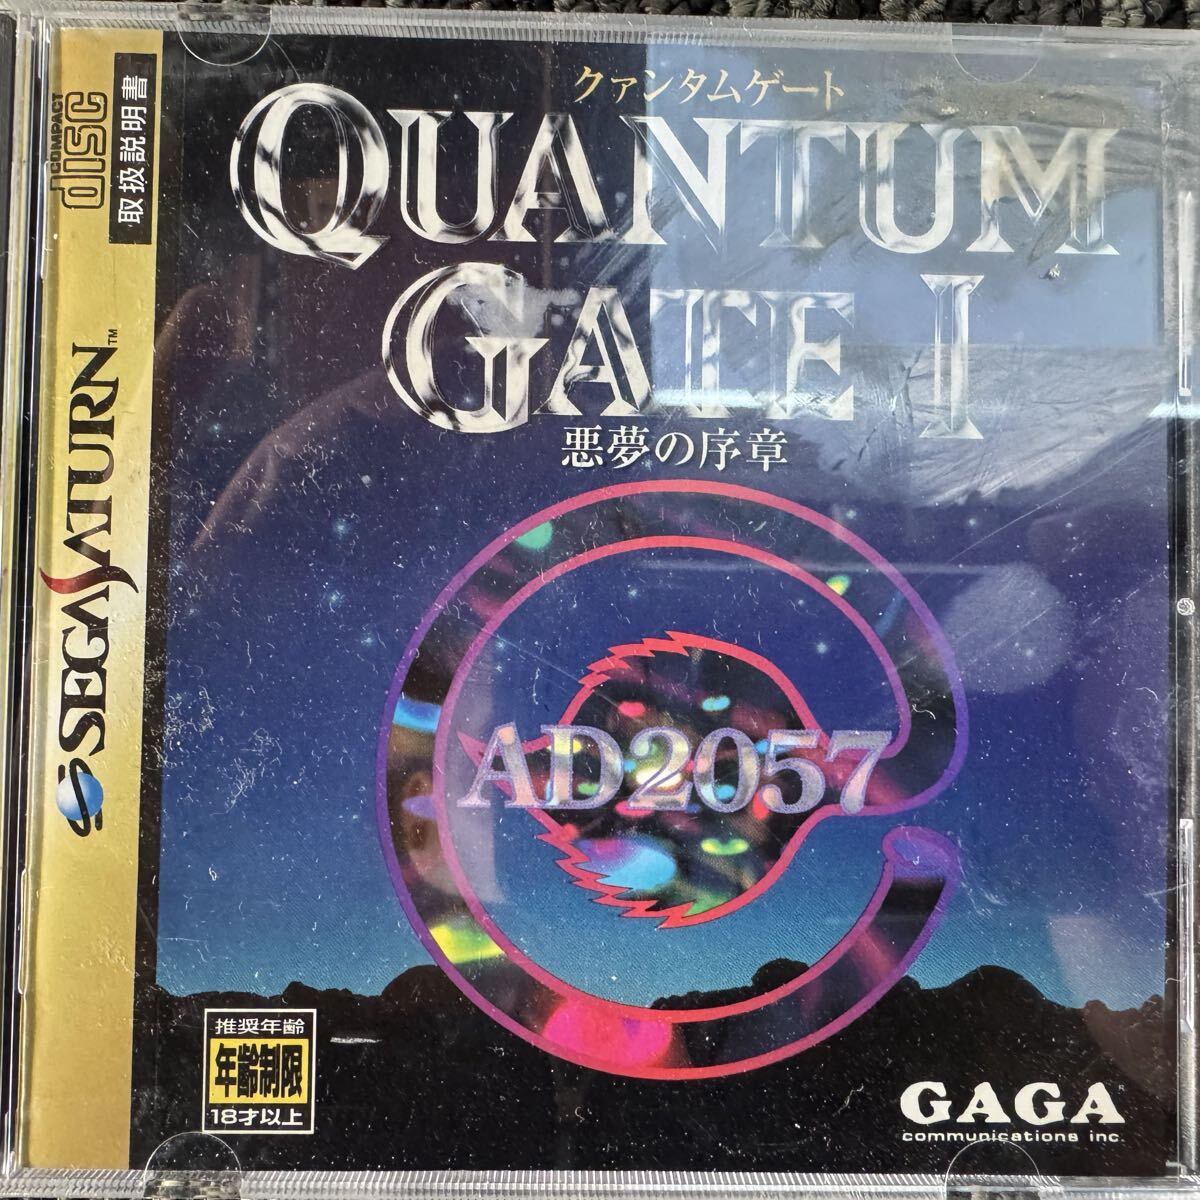 クァンタムゲート
QUANTUM
GATE I
悪夢の序章
AD2057
COMPACT
disc
取扱説明書
SEGA SATURN™
推奨年齢
年齢制限
18才以上
GAGA
communications inc.